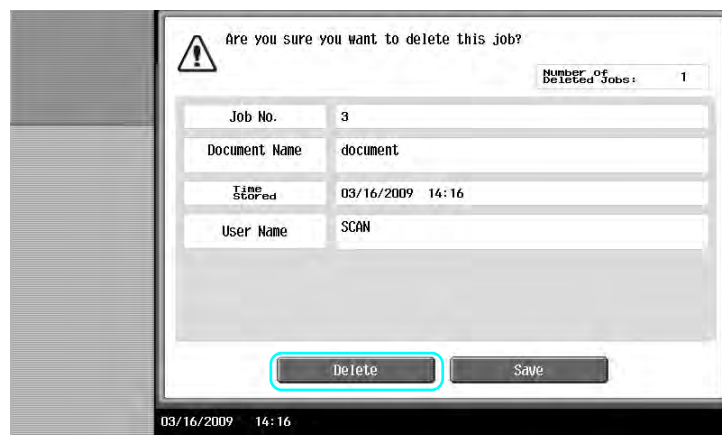 Are you sure you want to delete this job?
Number of
Deleted Jobs: 1
Job No. 3
Document Name document
Time
Stored 03/16/2009 14:16
User Name SCAN
Delete Save
03/16/2009 14:16